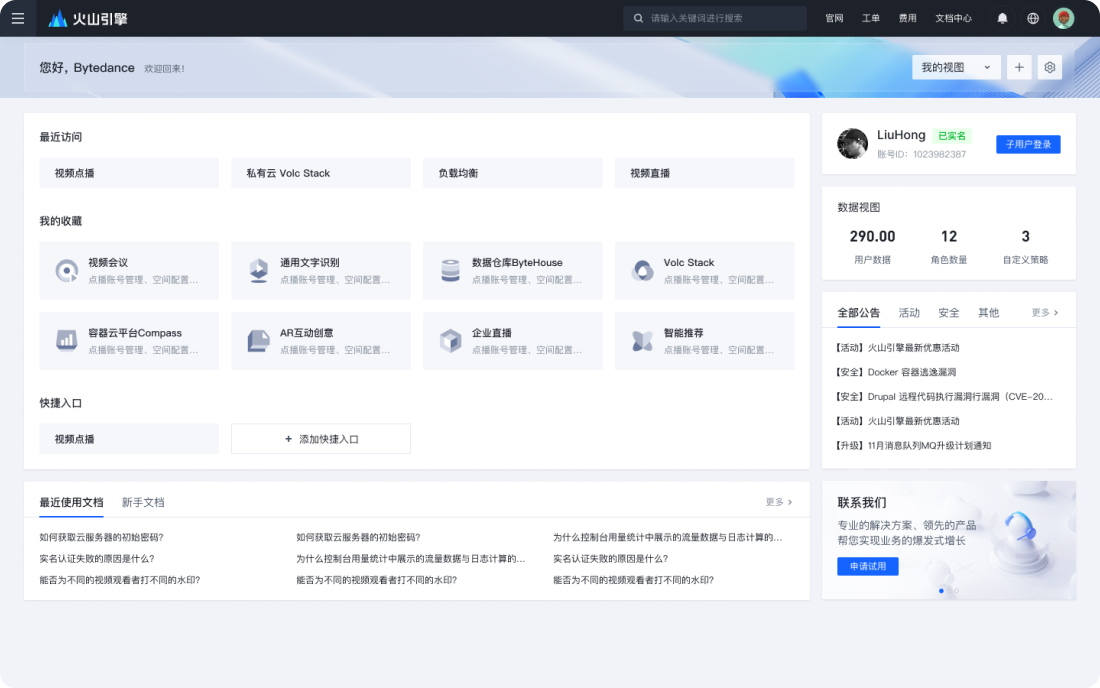 火山引擎
请输入关键词进行搜索
官网 工单 费用 文档中心
您好，Bytedance 欢迎回来！
我的视图
最近访问
视频点播 私有云 Volc Stack 负载均衡 视频直播
我的收藏
视频会议 通用文字识别 数据仓库ByteHouse Volc Stack
点播账号管理、空间配置... 点播账号管理、空间配置... 点播账号管理、空间配置... 点播账号管理、空间配置...
容器云平台Compass AR互动创意 企业直播 智能推荐
点播账号管理、空间配置... 点播账号管理、空间配置... 点播账号管理、空间配置... 点播账号管理、空间配置...
快捷入口
视频点播 + 添加快捷入口
最近使用文档 新手文档 更多
如何获取云服务器的初始密码? 如何获取云服务器的初始密码? 为什么控制台用量统计中展示的流量数据与日志计算的...
实名认证失败的原因是什么? 为什么控制台用量统计中展示的流量数据与日志计算的... 实名认证失败的原因是什么?
能否为不同的视频观看者打不同的水印? 能否为不同的视频观看者打不同的水印? 能否为不同的视频观看者打不同的水印?
LiuHong 已实名
账号ID：1023982387
子用户登录
数据视图
290.00 12 3
用户数据 角色数量 自定义策略
全部公告 活动 安全 其他 更多
【活动】火山引擎最新优惠活动
【安全】Docker 容器逃逸漏洞
【安全】Drupal 远程代码执行漏洞行漏洞（CVE-20...
【活动】火山引擎最新优惠活动
【升级】11月消息队列MQ升级计划通知
联系我们
专业的解决方案、领先的产品
帮您实现业务的爆发式增长
申请试用